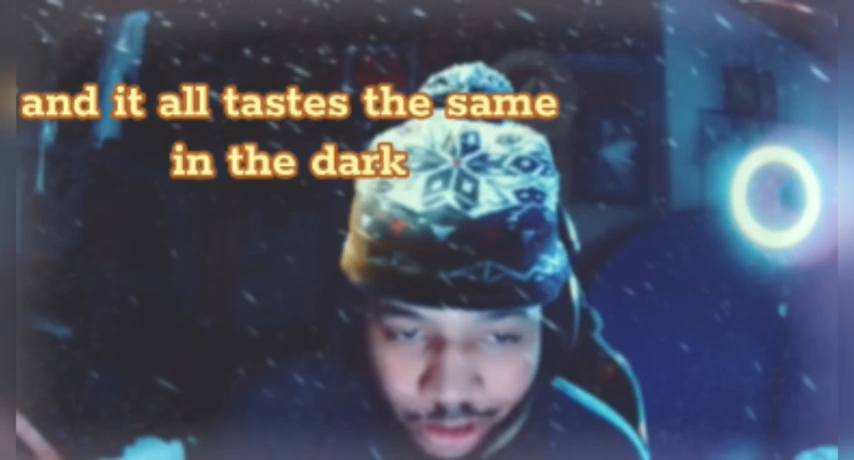 and it all tastes the same
in the dark